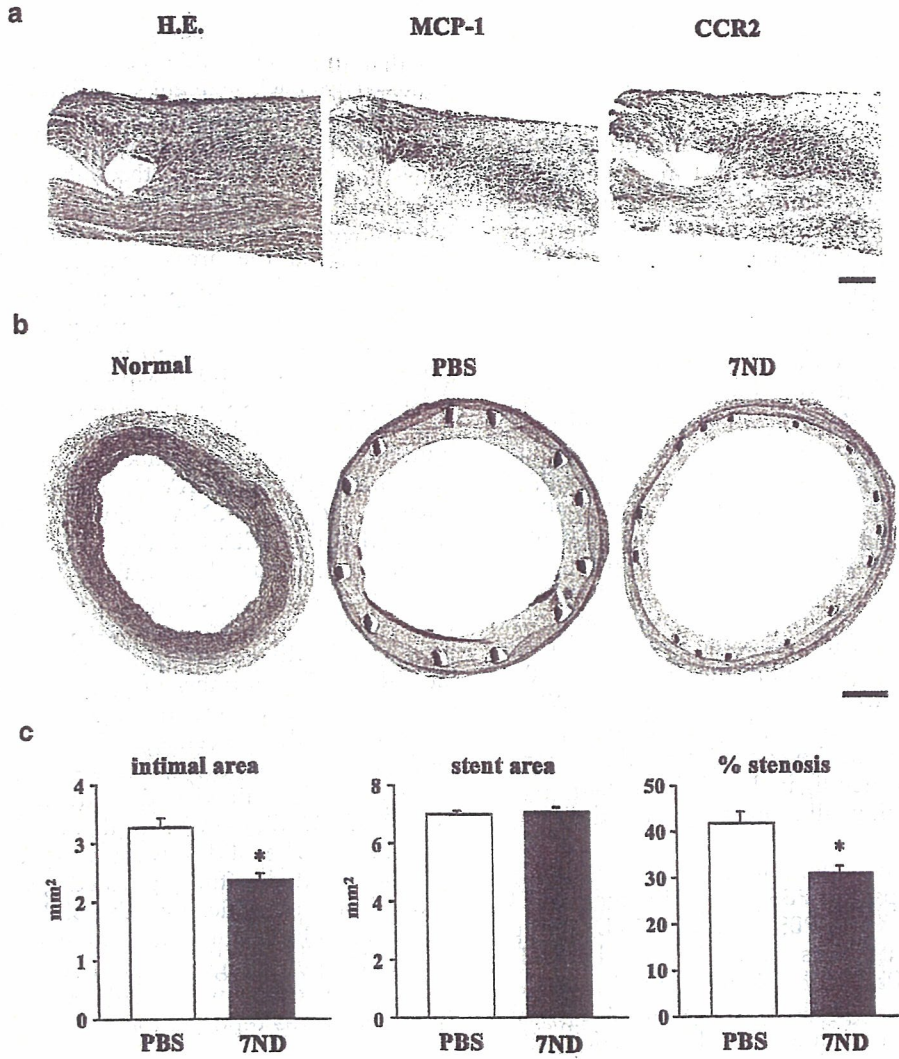 a
H.E. MCP-1 CCR2
b
Normal PBS 7ND
c
intimal area
4
3
2
1
0
mm²
*
PBS 7ND
stent area
8
6
4
2
0
mm²
PBS 7ND
% stenosis
50
40
30
20
10
0
*
PBS 7ND